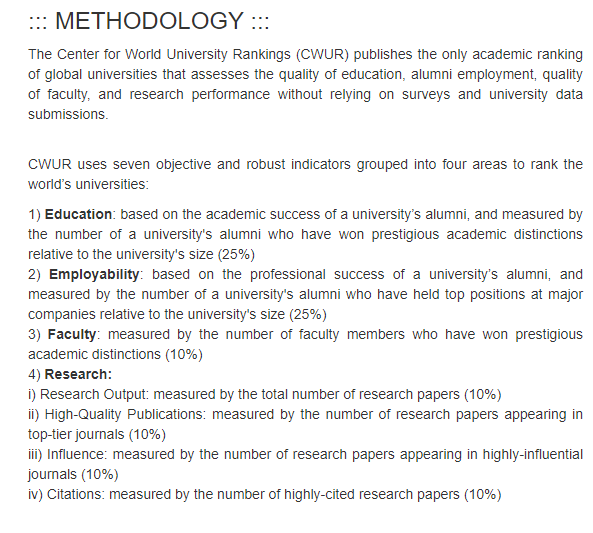 ::: METHODOLOGY :::
The Center for World University Rankings (CWUR) publishes the only academic ranking
of global universities that assesses the quality of education, alumni employment, quality
of faculty, and research performance without relying on surveys and university data
submissions.
CWUR uses seven objective and robust indicators grouped into four areas to rank the
world’s universities:
1) Education: based on the academic success of a university’s alumni, and measured by
the number of a university's alumni who have won prestigious academic distinctions
relative to the university's size (25%)
2) Employability: based on the professional success of a university’s alumni, and
measured by the number of a university's alumni who have held top positions at major
companies relative to the university's size (25%)
3) Faculty: measured by the number of faculty members who have won prestigious
academic distinctions (10%)
4) Research:
i) Research Output: measured by the total number of research papers (10%)
ii) High-Quality Publications: measured by the number of research papers appearing in
top-tier journals (10%)
iii) Influence: measured by the number of research papers appearing in highly-influential
journals (10%)
iv) Citations: measured by the number of highly-cited research papers (10%)